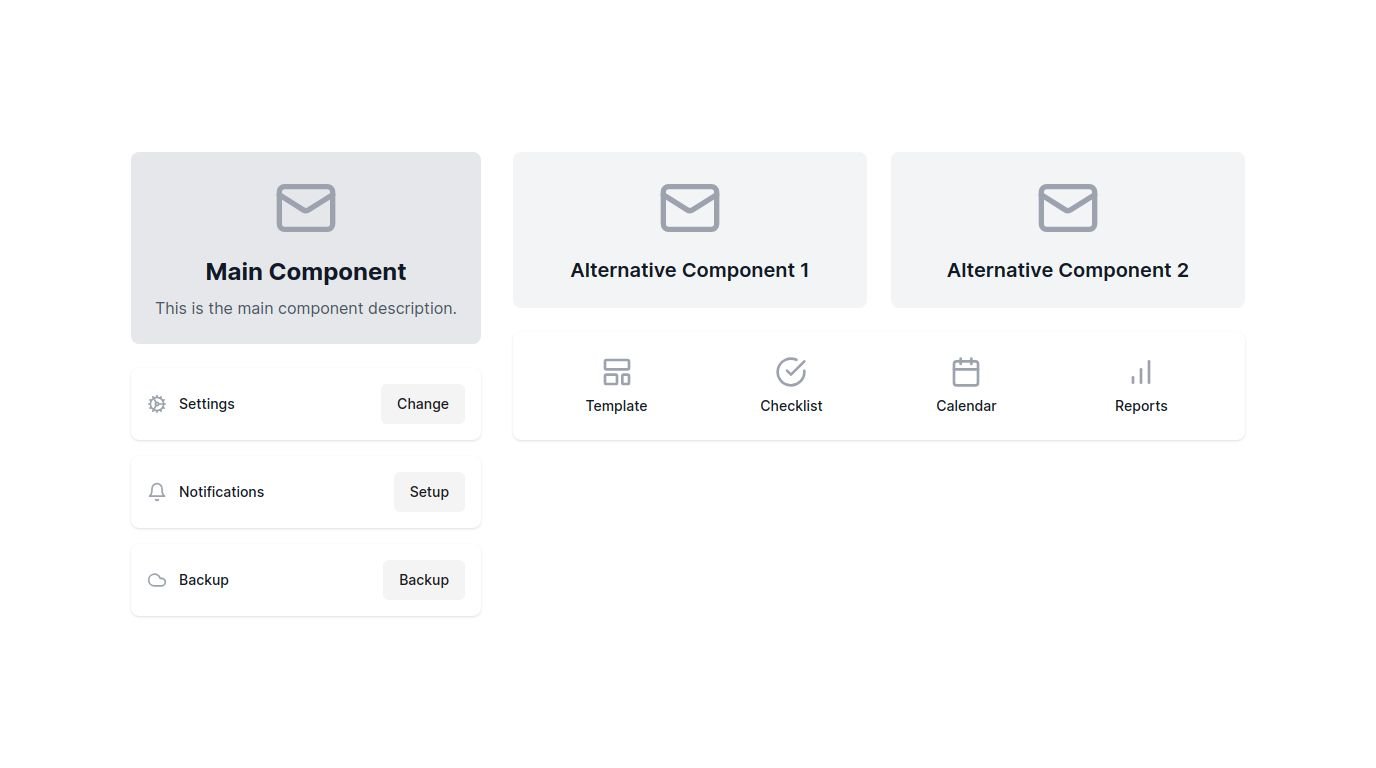 Main Component
This is the main component description.
Settings
Change
Notifications
Setup
Backup
Backup
Alternative Component 1
Alternative Component 2
Template
Checklist
Calendar
Reports